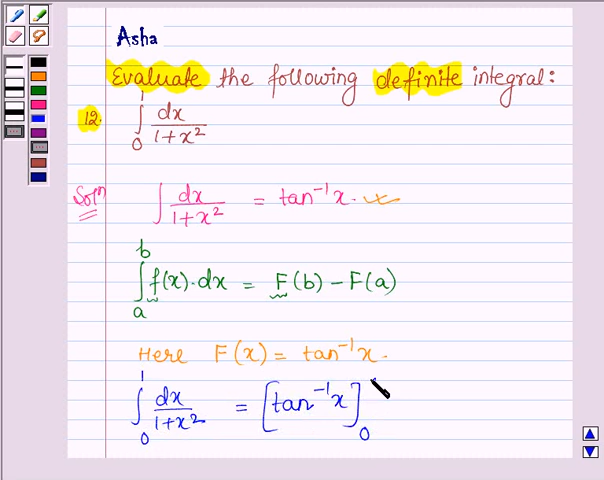 Asha
Evaluate the following definite integral:
12. ∫₀¹ dx/(1+x²)
Solⁿ ∫ dx/(1+x²) = tan⁻¹x.
∫ₐᵇ f(x)·dx = F(b) − F(a)
Here F(x) = tan⁻¹x.
∫₀¹ dx/(1+x²) = [tan⁻¹x]₀